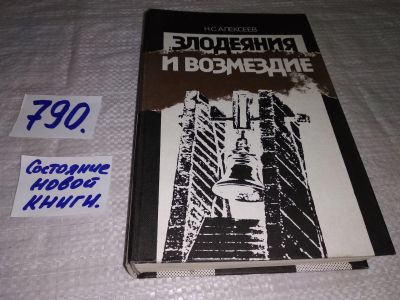 790.
Состояние
новой
книги.
Н.С.АЛЕКСЕЕВ
ЗЛОДЕЯНИЯ
И ВОЗМЕЗДИЕ